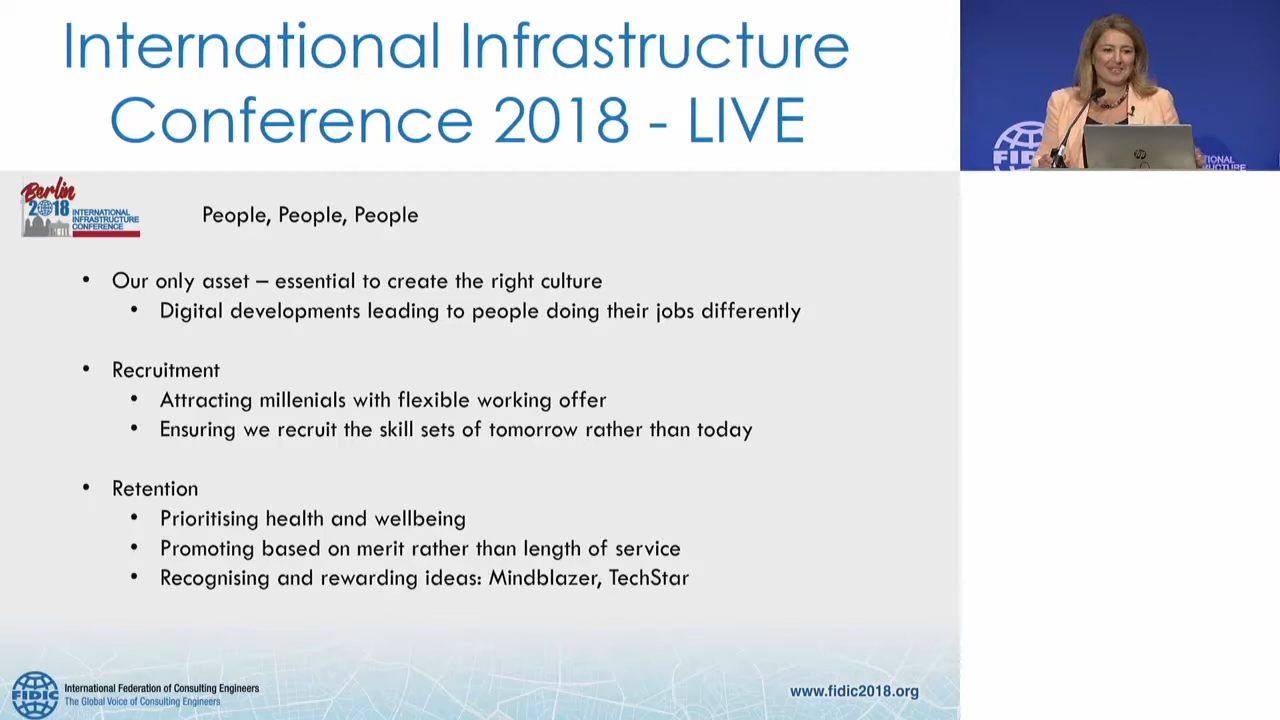 International Infrastructure
Conference 2018 - LIVE
FIDIC
Berlin
2018 INTERNATIONAL
INFRASTRUCTURE
CONFERENCE
People, People, People
• Our only asset – essential to create the right culture
• Digital developments leading to people doing their jobs differently
• Recruitment
• Attracting millenials with flexible working offer
• Ensuring we recruit the skill sets of tomorrow rather than today
• Retention
• Prioritising health and wellbeing
• Promoting based on merit rather than length of service
• Recognising and rewarding ideas: Mindblazer, TechStar
FIDIC
International Federation of Consulting Engineers
The Global Voice of Consulting Engineers
www.fidic2018.org